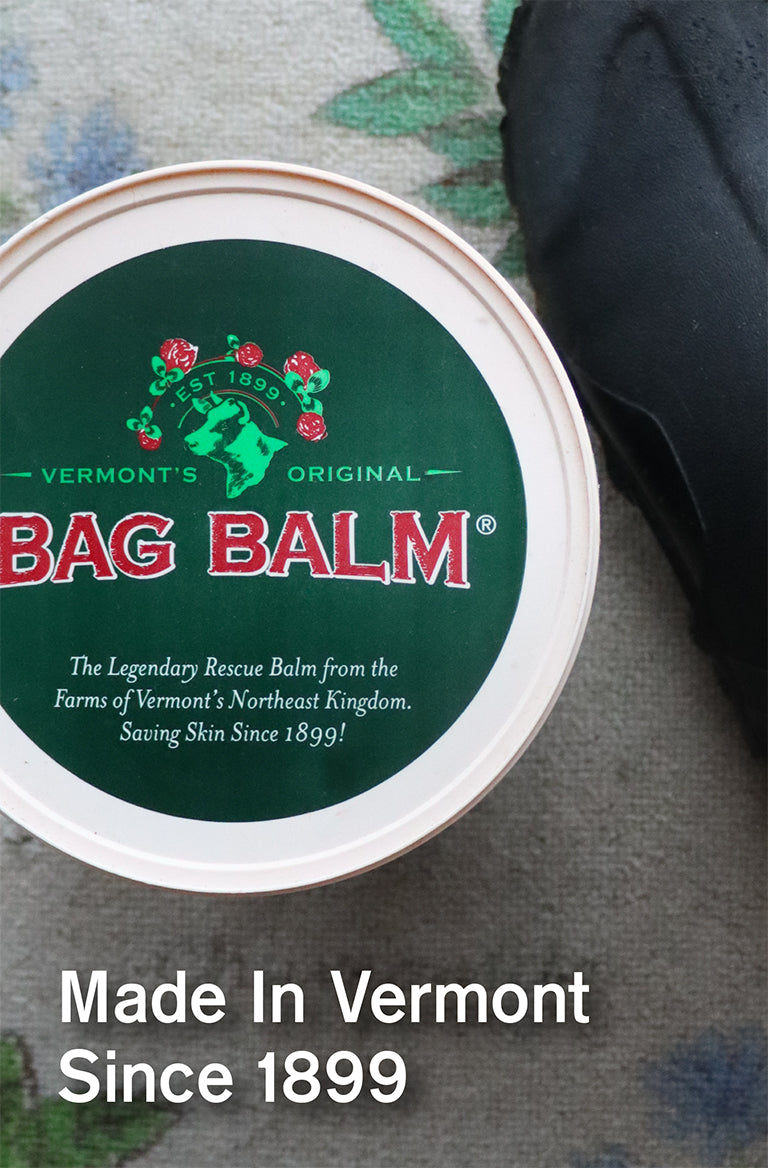 ·EST 1899·
VERMONT'S ORIGINAL
BAG BALM®
The Legendary Rescue Balm from the
Farms of Vermont's Northeast Kingdom.
Saving Skin Since 1899!
Made In Vermont
Since 1899